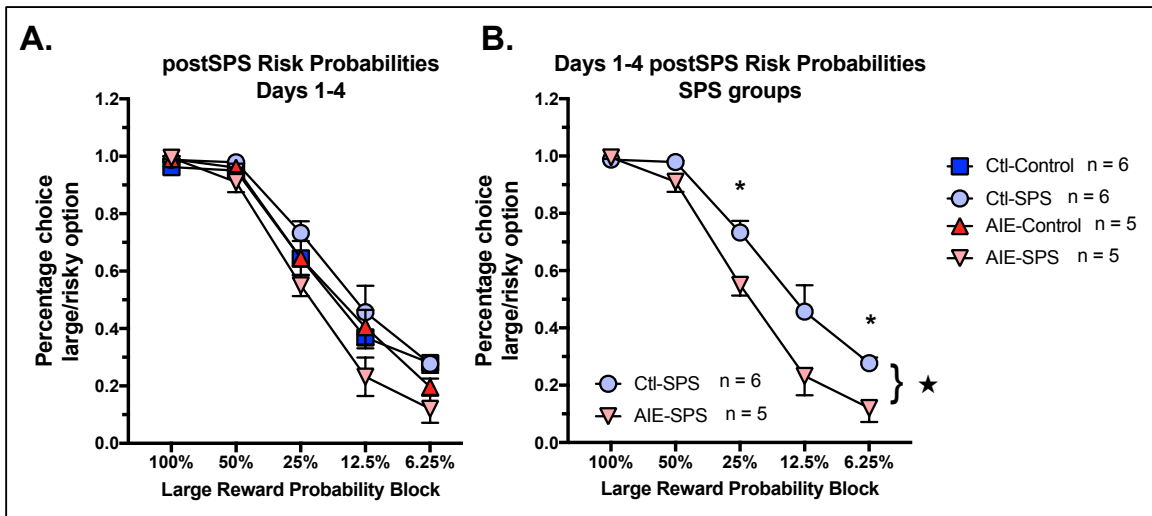 A.
postSPS Risk Probabilities
Days 1-4
Percentage choice
large/risky option
1.2
1.0
0.8
0.6
0.4
0.2
0.0
100% 50% 25% 12.5% 6.25%
Large Reward Probability Block
B.
Days 1-4 postSPS Risk Probabilities
SPS groups
Percentage choice
large/risky option
1.2
1.0
0.8
0.6
0.4
0.2
0.0
*
*
} ★
Ctl-SPS n = 6
AIE-SPS n = 5
100% 50% 25% 12.5% 6.25%
Large Reward Probability Block
Ctl-Control n = 6
Ctl-SPS n = 6
AIE-Control n = 5
AIE-SPS n = 5